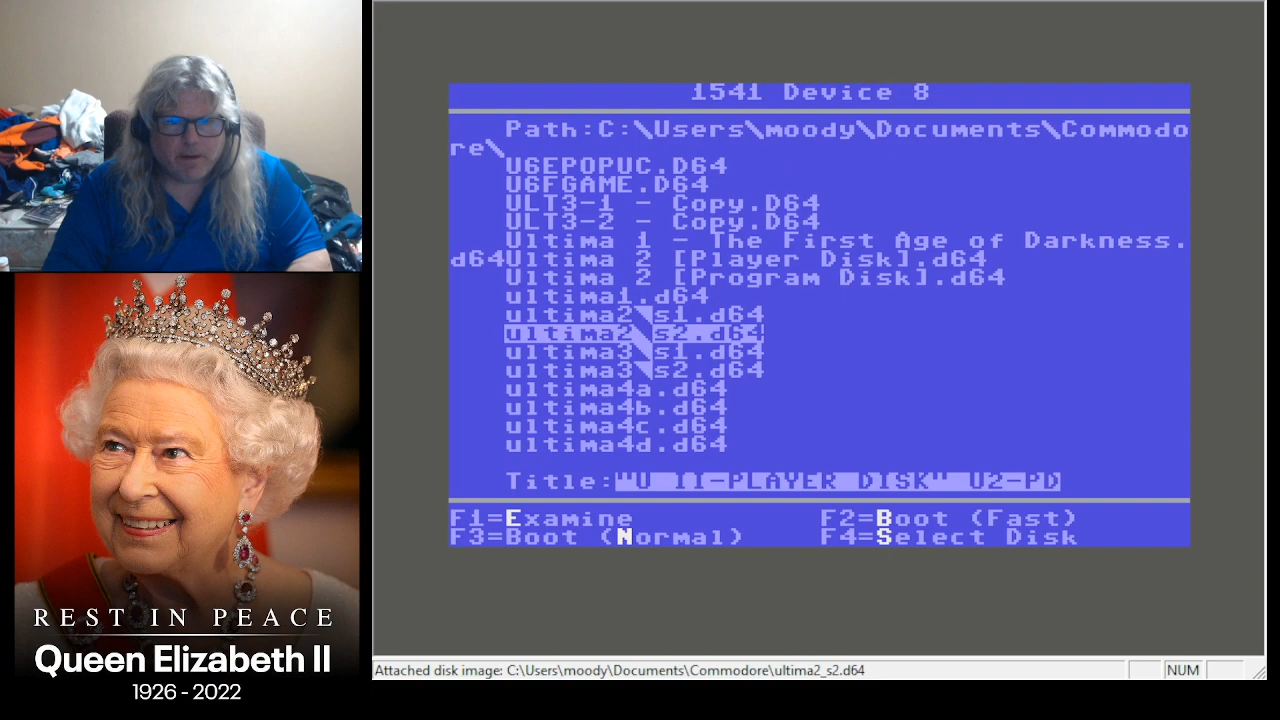 1541 Device 8
Path:C:\Users\moody\Documents\Commodo
re\
U6EPOPUC.D64
U6FGAME.D64
ULT3-1 - Copy.D64
ULT3-2 - Copy.D64
Ultima 1 - The First Age of Darkness.
d64Ultima 2 [Player Disk].d64
Ultima 2 [Program Disk].d64
ultima1.d64
ultima2◥s1.d64
ultima2◥s2.d64
ultima3◥s1.d64
ultima3◥s2.d64
ultima4a.d64
ultima4b.d64
ultima4c.d64
ultima4d.d64
Title:"U II-PLAYER DISK" U2-PD
F1=Examine F2=Boot (Fast)
F3=Boot (Normal) F4=Select Disk
Attached disk image: C:\Users\moody\Documents\Commodore\ultima2_s2.d64 NUM
REST IN PEACE
Queen Elizabeth II
1926 - 2022